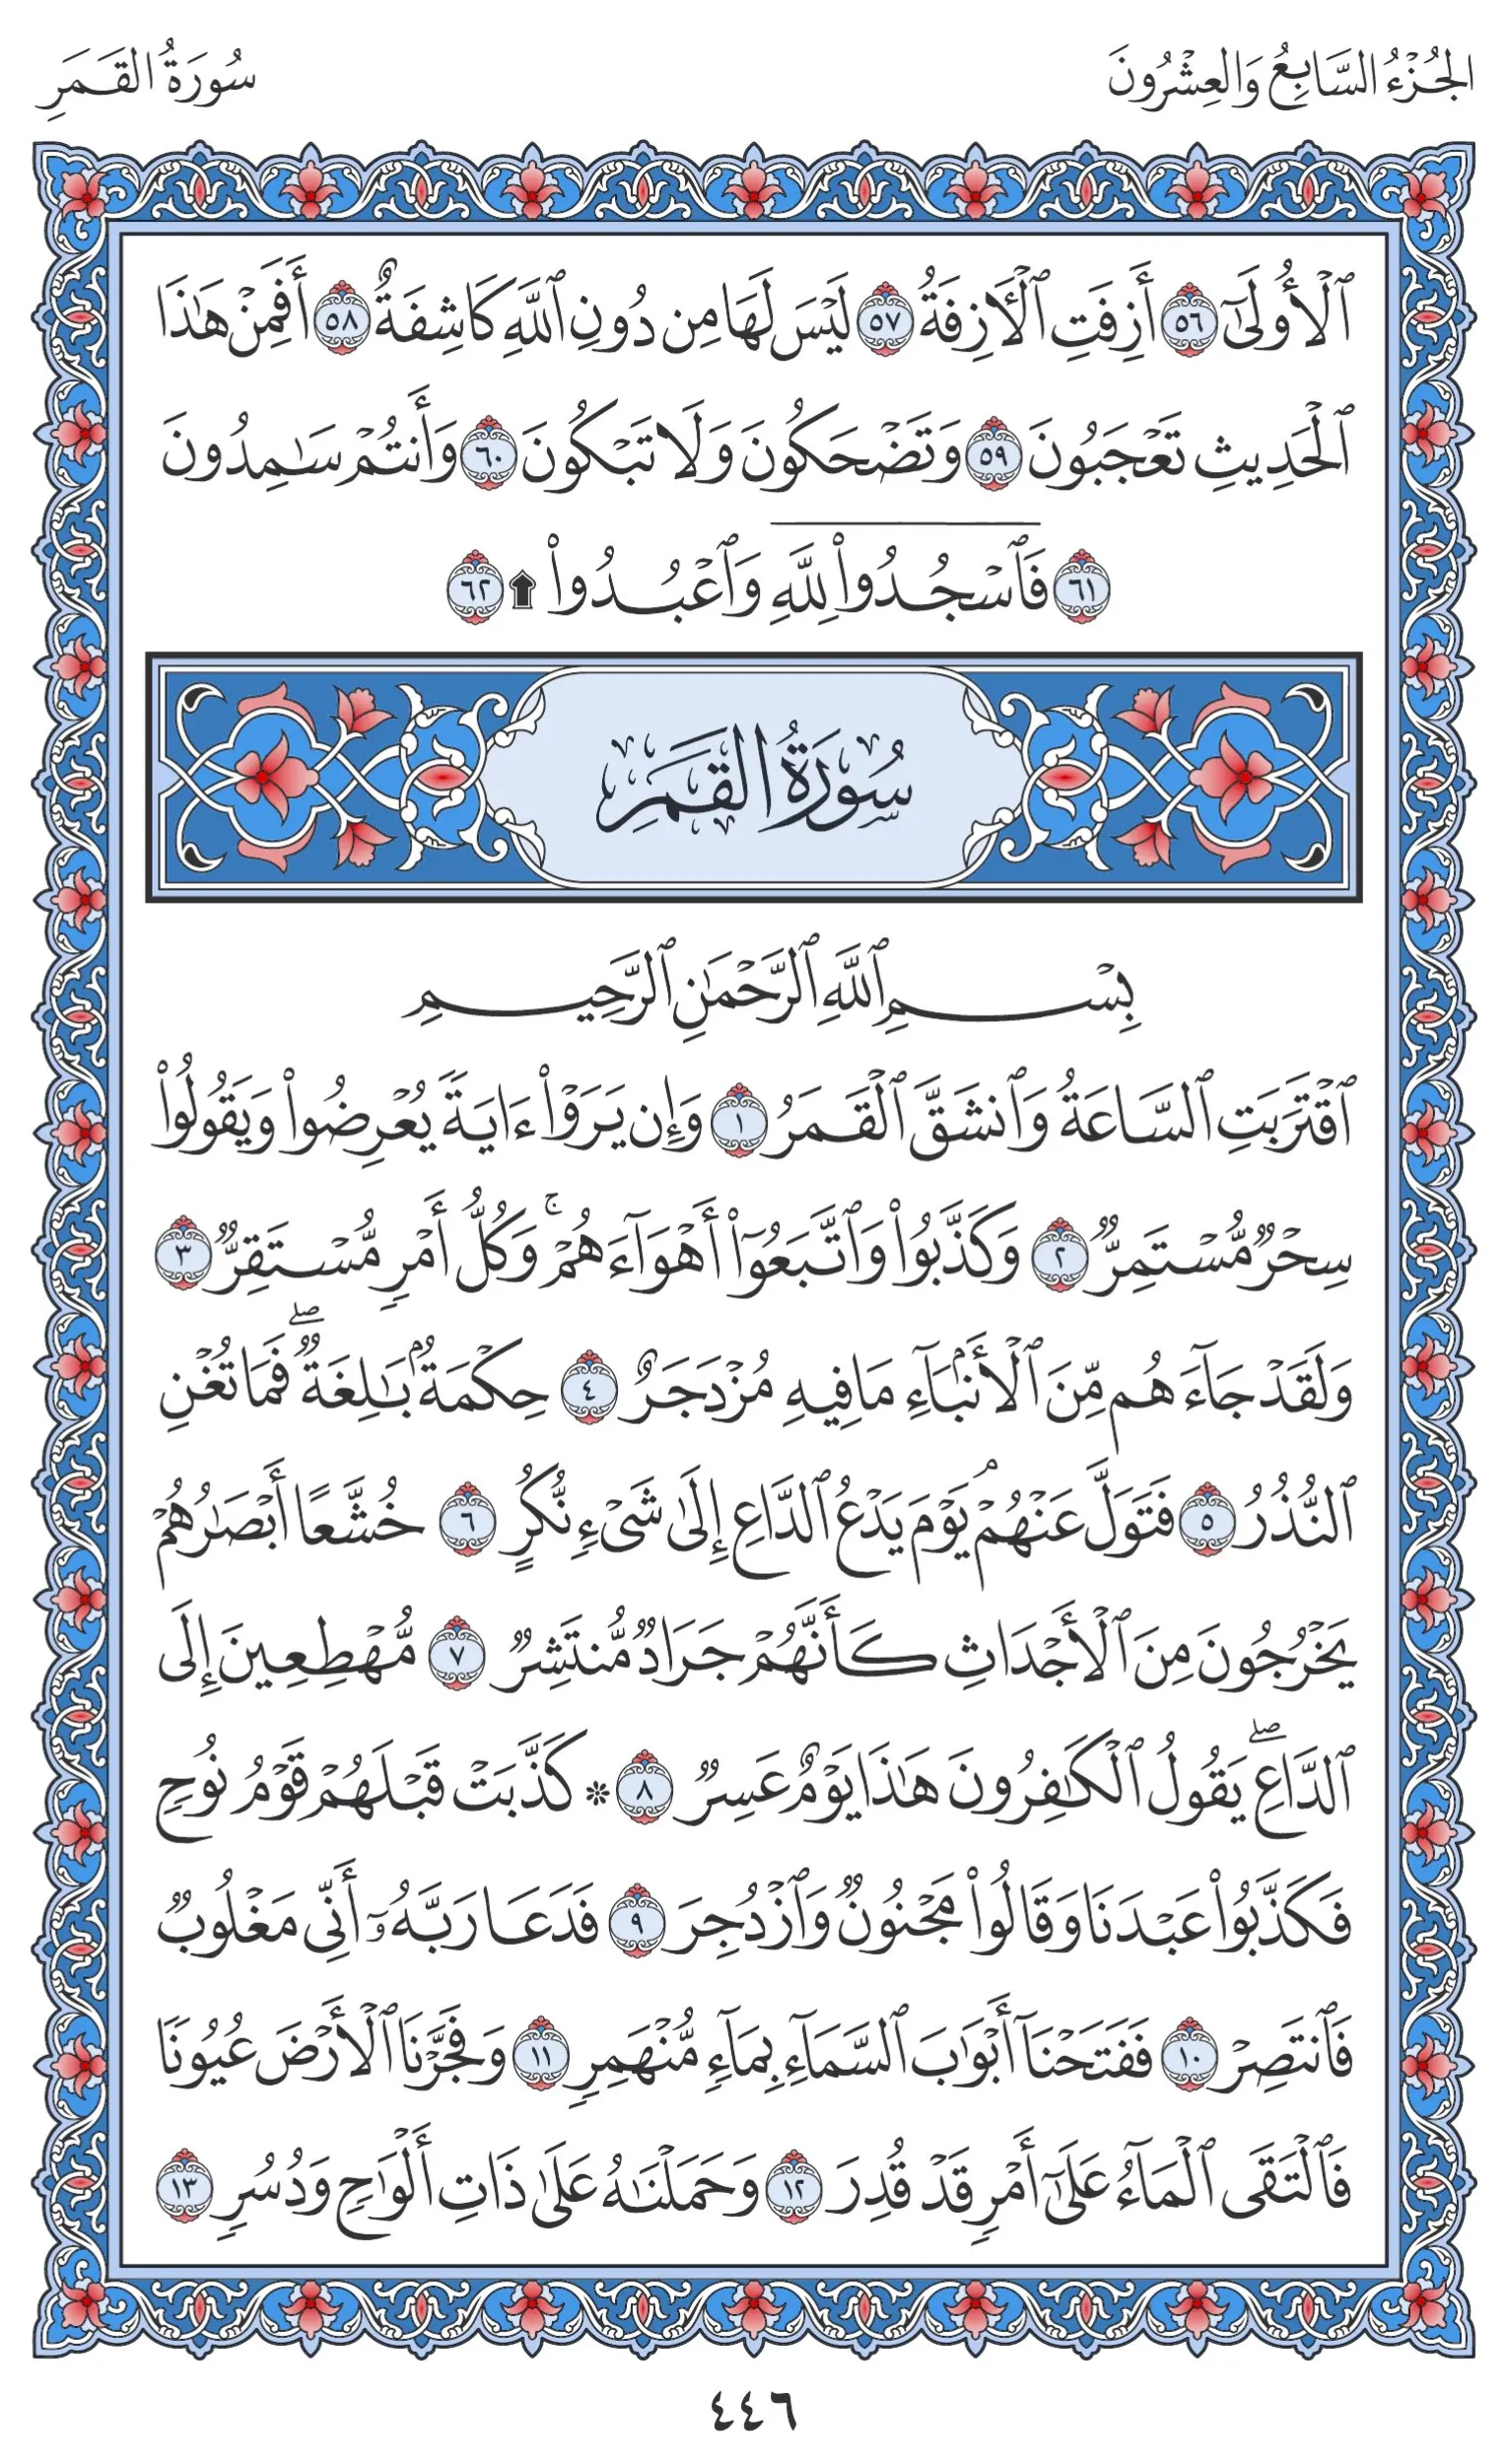 الجُزْءُ السَّابِعُ وَالعِشْرُونَ
سُورَةُ القَمَرِ
ٱلْأُولَىٰٓ ٥٦ أَزِفَتِ ٱلْأٓزِفَةُ ٥٧ لَيْسَ لَهَا مِن دُونِ ٱللَّهِ كَاشِفَةٌ ٥٨ أَفَمِنْ هَٰذَا
ٱلْحَدِيثِ تَعْجَبُونَ ٥٩ وَتَضْحَكُونَ وَلَا تَبْكُونَ ٦٠ وَأَنتُمْ سَٰمِدُونَ
٦١ فَٱسْجُدُوا۟ لِلَّهِ وَٱعْبُدُوا۟ ۩ ٦٢
سُورَةُ القَمَرِ
بِسْمِ ٱللَّهِ ٱلرَّحْمَٰنِ ٱلرَّحِيمِ
ٱقْتَرَبَتِ ٱلسَّاعَةُ وَٱنشَقَّ ٱلْقَمَرُ ١ وَإِن يَرَوْا۟ ءَايَةً يُعْرِضُوا۟ وَيَقُولُوا۟
سِحْرٌ مُّسْتَمِرٌّ ٢ وَكَذَّبُوا۟ وَٱتَّبَعُوٓا۟ أَهْوَآءَهُمْ ۚ وَكُلُّ أَمْرٍ مُّسْتَقِرٌّ ٣
وَلَقَدْ جَآءَهُم مِّنَ ٱلْأَنۢبَآءِ مَا فِيهِ مُزْدَجَرٌ ٤ حِكْمَةٌۢ بَٰلِغَةٌ ۖ فَمَا تُغْنِ
ٱلنُّذُرُ ٥ فَتَوَلَّ عَنْهُمْ ۘ يَوْمَ يَدْعُ ٱلدَّاعِ إِلَىٰ شَىْءٍ نُّكُرٍ ٦ خُشَّعًا أَبْصَٰرُهُمْ
يَخْرُجُونَ مِنَ ٱلْأَجْدَاثِ كَأَنَّهُمْ جَرَادٌ مُّنتَشِرٌ ٧ مُّهْطِعِينَ إِلَى
ٱلدَّاعِ ۖ يَقُولُ ٱلْكَٰفِرُونَ هَٰذَا يَوْمٌ عَسِرٌ ٨ ۞ كَذَّبَتْ قَبْلَهُمْ قَوْمُ نُوحٍ
فَكَذَّبُوا۟ عَبْدَنَا وَقَالُوا۟ مَجْنُونٌ وَٱزْدُجِرَ ٩ فَدَعَا رَبَّهُۥٓ أَنِّى مَغْلُوبٌ
فَٱنتَصِرْ ١٠ فَفَتَحْنَآ أَبْوَٰبَ ٱلسَّمَآءِ بِمَآءٍ مُّنْهَمِرٍ ١١ وَفَجَّرْنَا ٱلْأَرْضَ عُيُونًا
فَٱلْتَقَى ٱلْمَآءُ عَلَىٰٓ أَمْرٍ قَدْ قُدِرَ ١٢ وَحَمَلْنَٰهُ عَلَىٰ ذَاتِ أَلْوَٰحٍ وَدُسُرٍ ١٣
٤٤٦